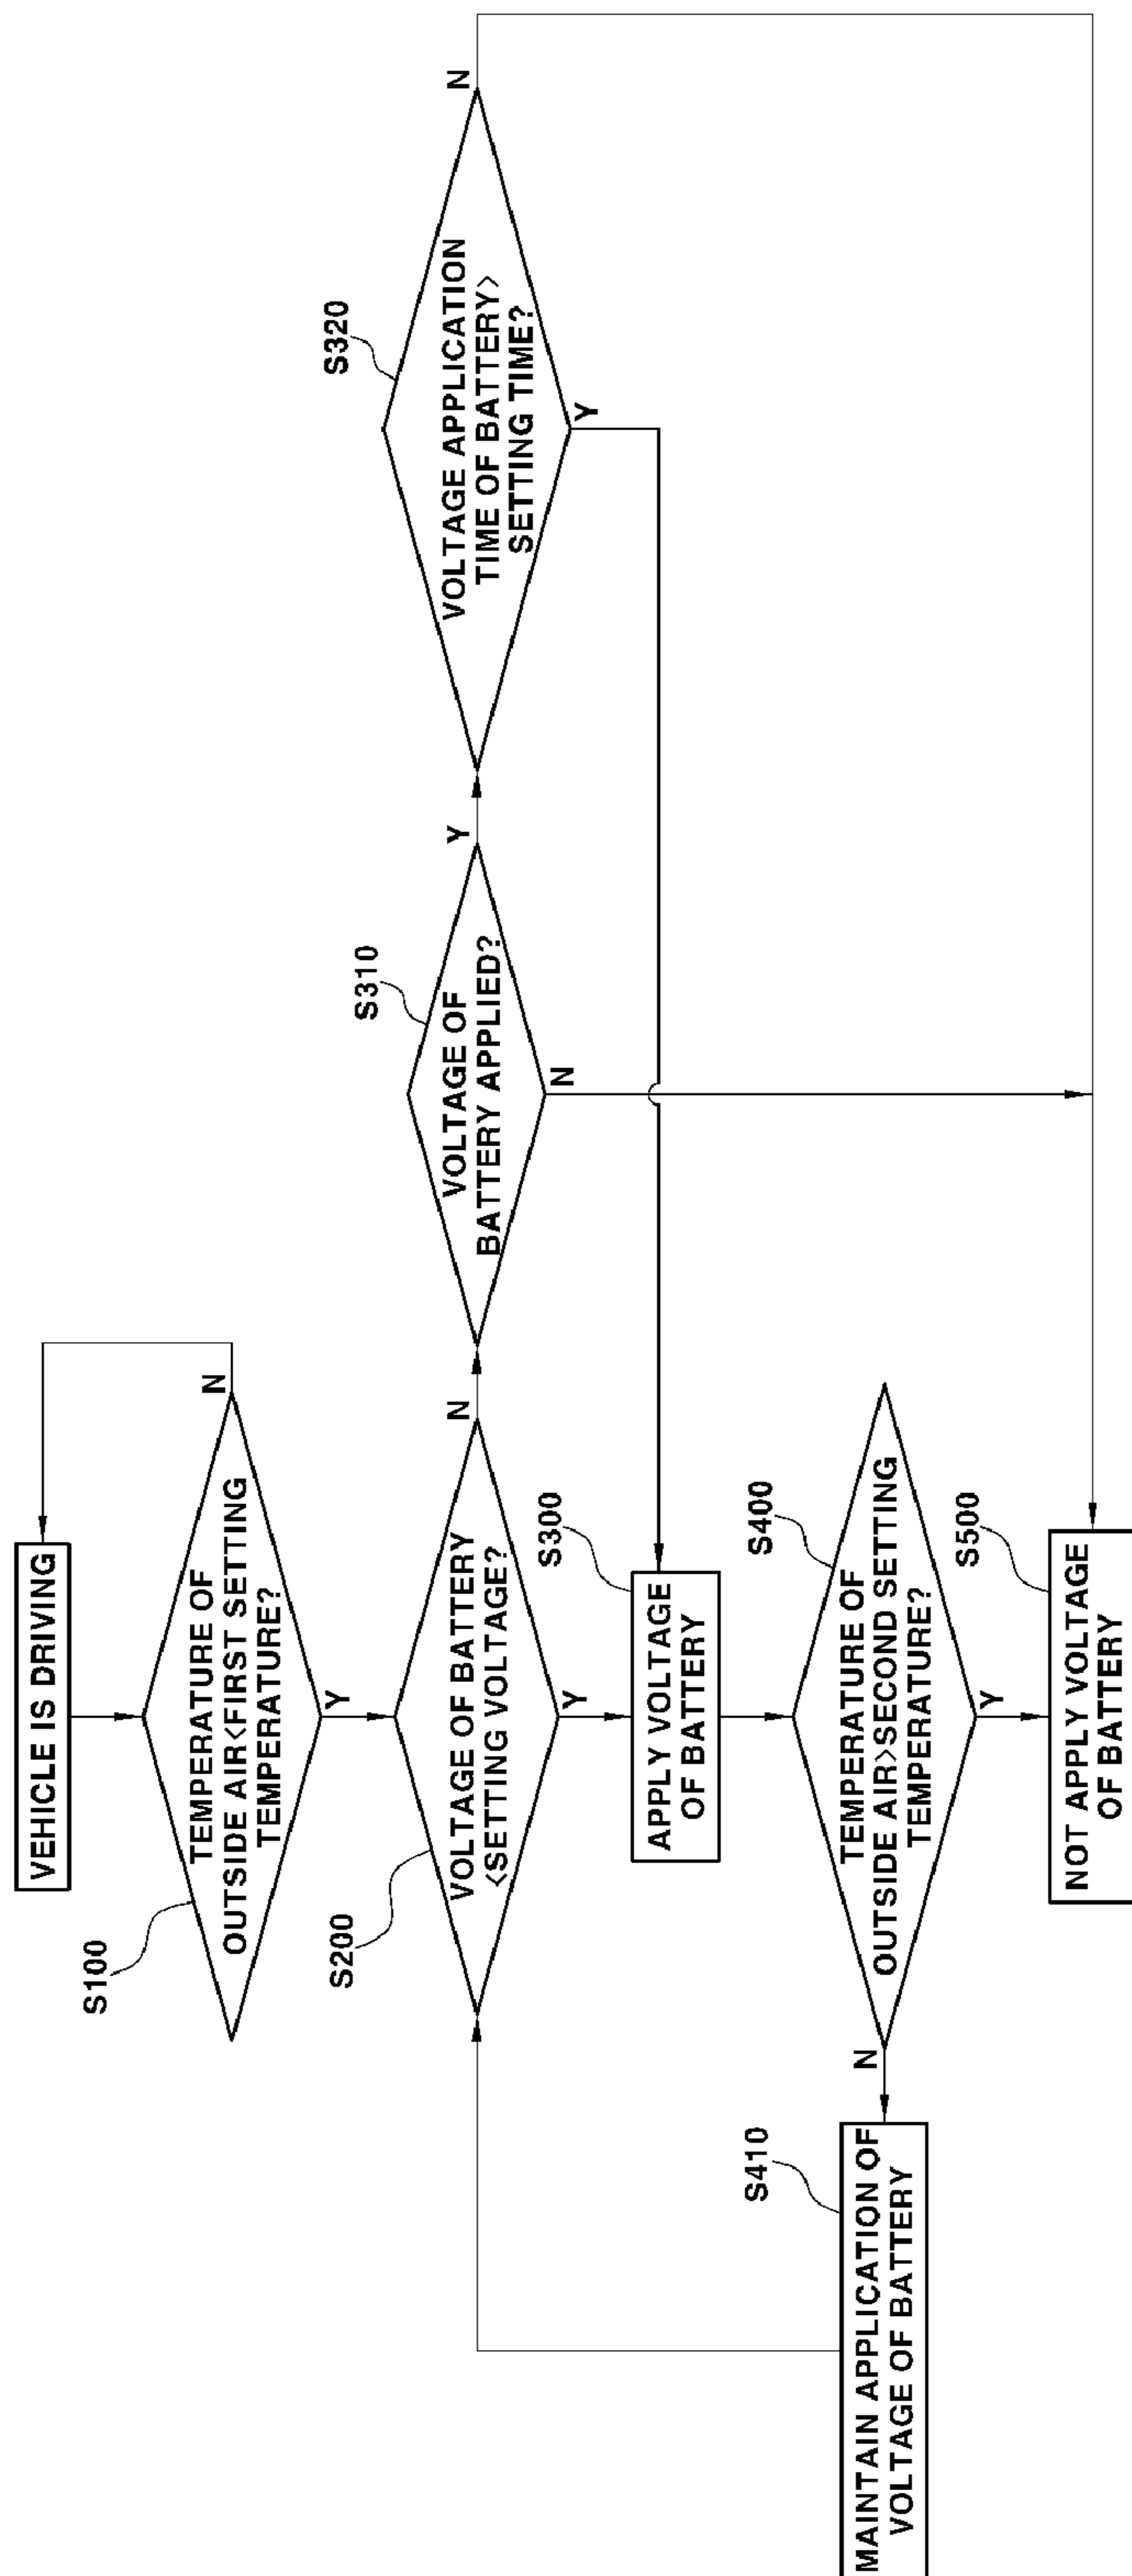 VEHICLE IS DRIVING
S100
TEMPERATURE OF
OUTSIDE AIR<FIRST SETTING
TEMPERATURE?
N
Y
S200
VOLTAGE OF BATTERY
<SETTING VOLTAGE?
N
Y
S310
VOLTAGE OF
BATTERY APPLIED?
Y
N
S320
VOLTAGE APPLICATION
TIME OF BATTERY>
SETTING TIME?
N
Y
S300
APPLY VOLTAGE
OF BATTERY
S400
TEMPERATURE OF
OUTSIDE AIR>SECOND SETTING
TEMPERATURE?
N
Y
S410
MAINTAIN APPLICATION OF
VOLTAGE OF BATTERY
S500
NOT APPLY VOLTAGE
OF BATTERY